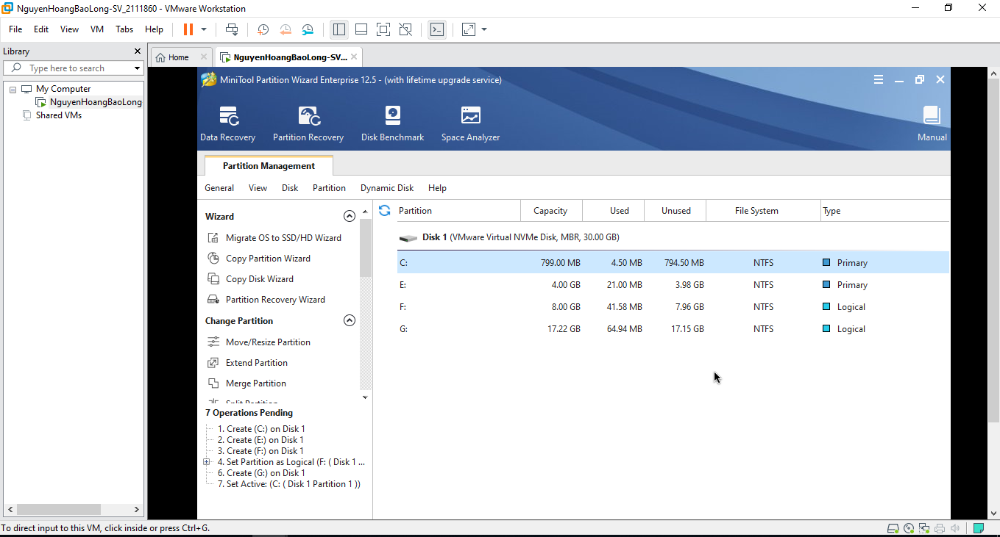 NguyenHoangBaoLong-SV_2111860 - VMware Workstation
File Edit View VM Tabs Help
Library
Type here to search
My Computer
NguyenHoangBaoLong
Shared VMs
Home
NguyenHoangBaoLong-SV...
MiniTool Partition Wizard Enterprise 12.5 - (with lifetime upgrade service)
Data Recovery Partition Recovery Disk Benchmark Space Analyzer Manual
Partition Management
General View Disk Partition Dynamic Disk Help
Wizard
Migrate OS to SSD/HD Wizard
Copy Partition Wizard
Copy Disk Wizard
Partition Recovery Wizard
Change Partition
Move/Resize Partition
Extend Partition
Merge Partition
Split Partition
7 Operations Pending
1. Create (C:) on Disk 1
2. Create (E:) on Disk 1
3. Create (F:) on Disk 1
4. Set Partition as Logical (F: ( Disk 1 ...
6. Create (G:) on Disk 1
7. Set Active: (C: ( Disk 1 Partition 1 ))
Partition Capacity Used Unused File System Type
Disk 1 (VMware Virtual NVMe Disk, MBR, 30.00 GB)
C: 799.00 MB 4.50 MB 794.50 MB NTFS Primary
E: 4.00 GB 21.00 MB 3.98 GB NTFS Primary
F: 8.00 GB 41.58 MB 7.96 GB NTFS Logical
G: 17.22 GB 64.94 MB 17.15 GB NTFS Logical
To direct input to this VM, click inside or press Ctrl+G.